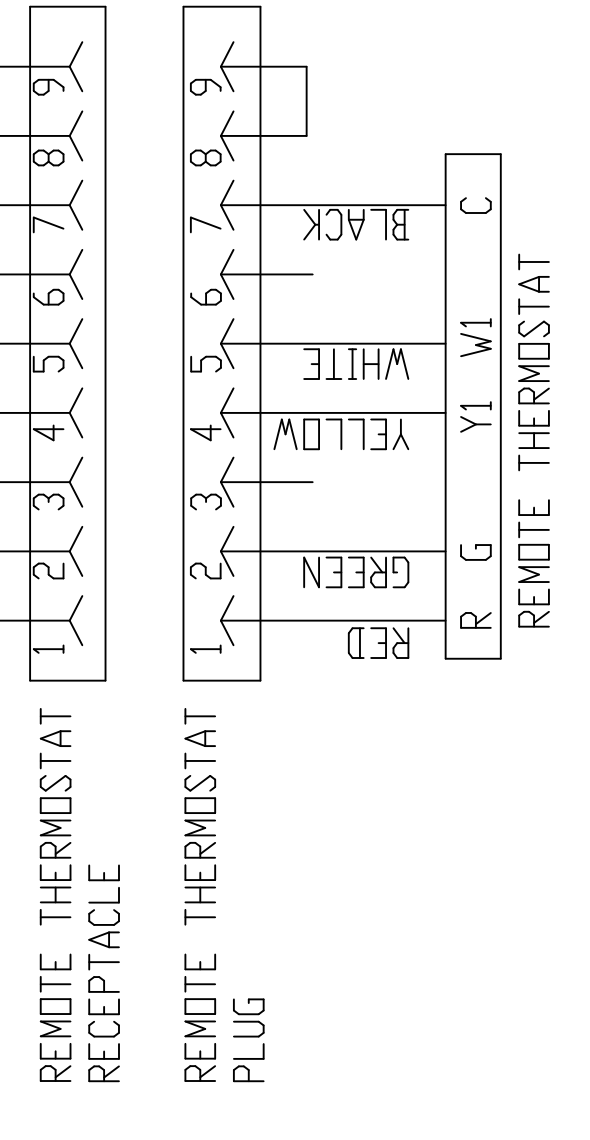 9
8
7
6
5
4
3
2
1
REMOTE THERMOSTAT
RECEPTACLE
9
8
7
6
5
4
3
2
1
REMOTE THERMOSTAT
PLUG
BLACK
WHITE
YELLOW
GREEN
RED
C
W1
Y1
G
R
REMOTE THERMOSTAT